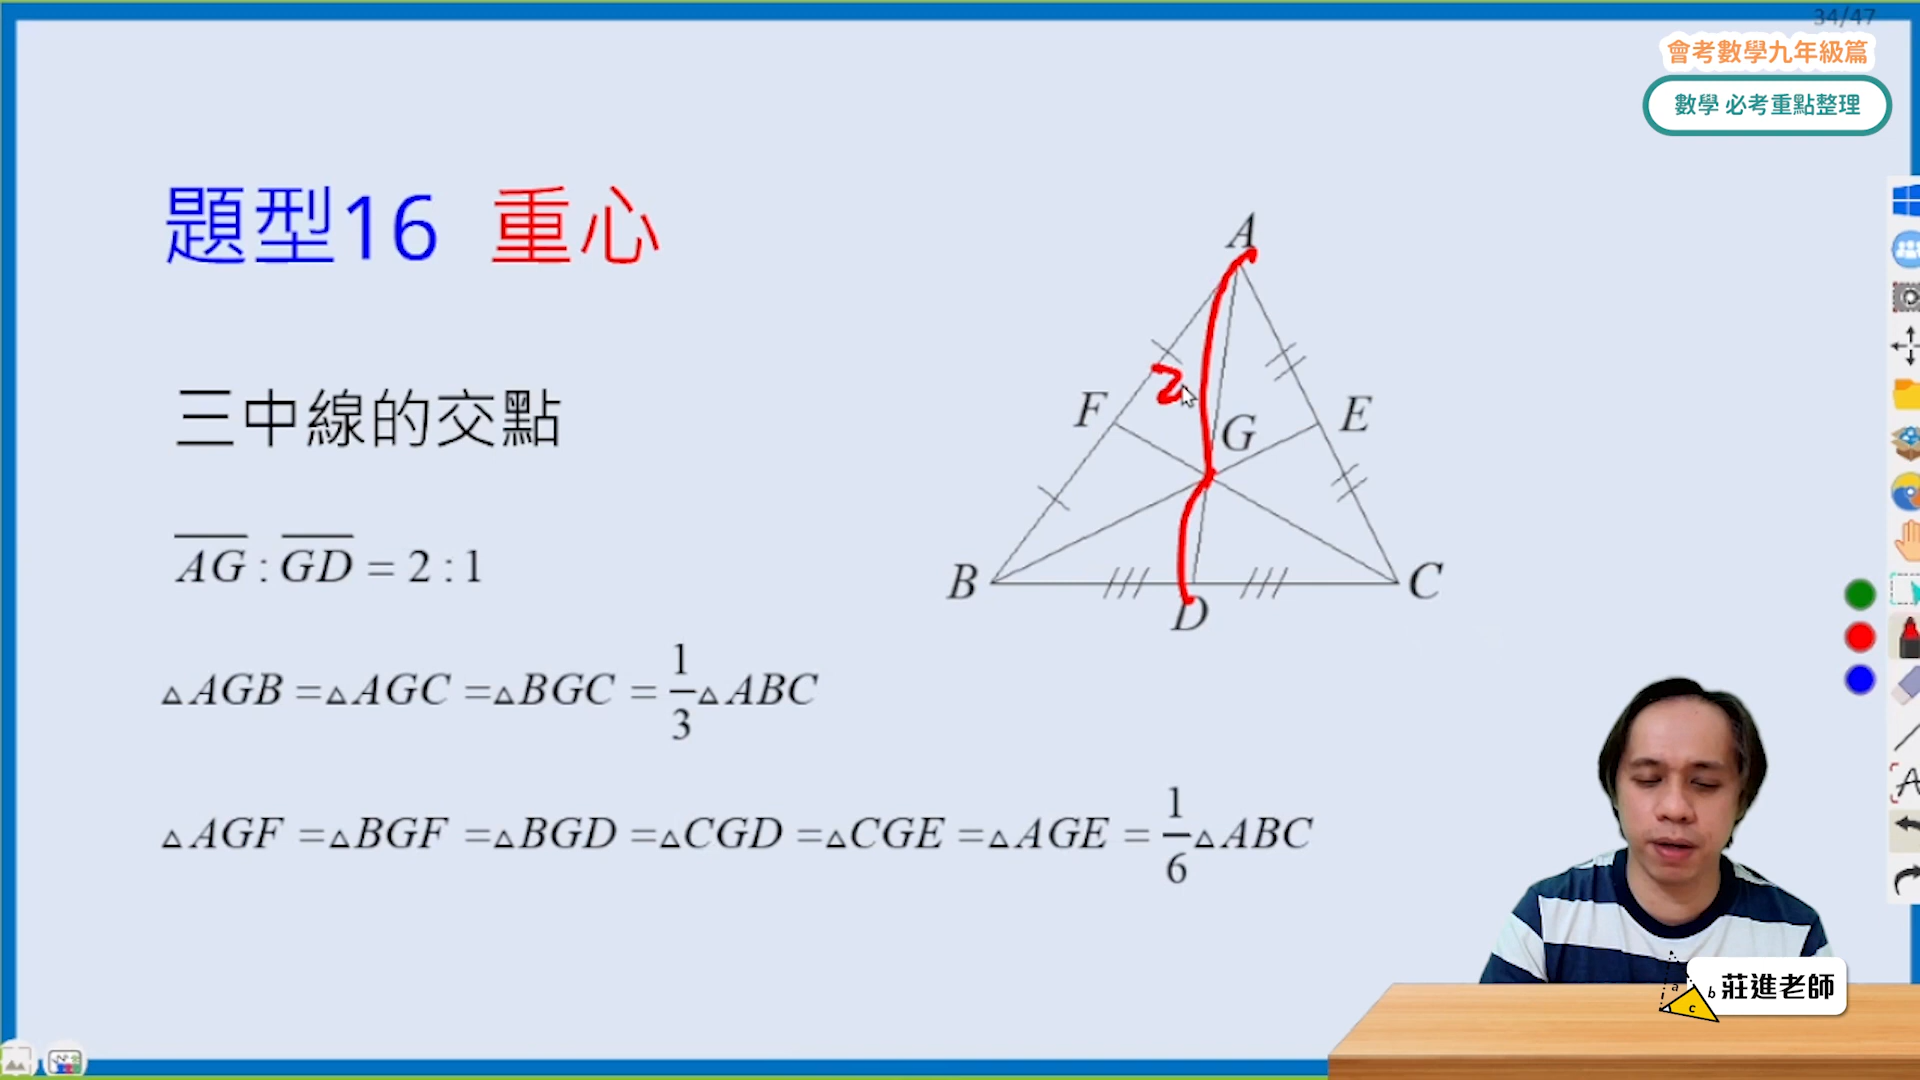 34/47
會考數學九年級篇
數學 必考重點整理
題型16 重心
三中線的交點
AG : GD = 2 : 1
△AGB =△AGC =△BGC = 1/3 △ABC
△AGF =△BGF =△BGD =△CGD =△CGE =△AGE = 1/6 △ABC
A
2
F
G
E
B
C
D
a
b
c
莊進老師